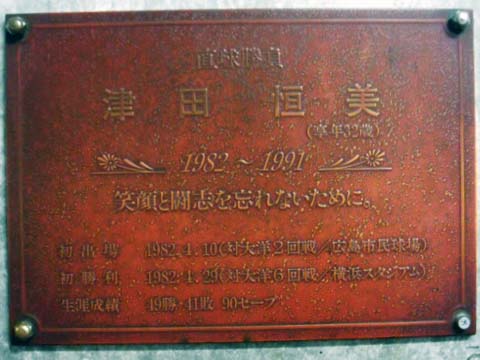 直球勝負
津田恒美
(享年32歳)
1982～1991
笑顔と闘志を忘れないために。
初出場 1982.4.10(対大洋2回戦／広島市民球場)
初勝利 1982.4.29(対大洋6回戦／横浜スタジアム)
生涯成績 49勝・41敗 90セーブ